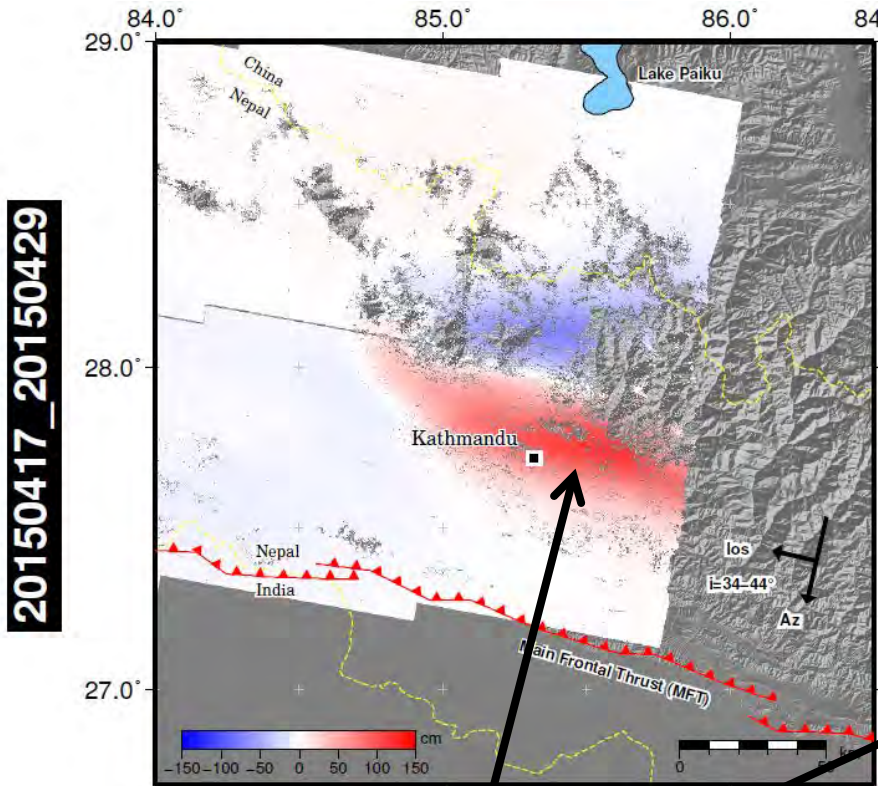 84.0°
85.0°
86.0°
84
29.0°
China
Nepal
Lake Paiku
20150417_20150429
28.0°
Kathmandu
los
i=34–44°
Az
Nepal
India
27.0°
Main Frontal Thrust (MFT)
cm
−150 −100 −50 0 50 100 150
0